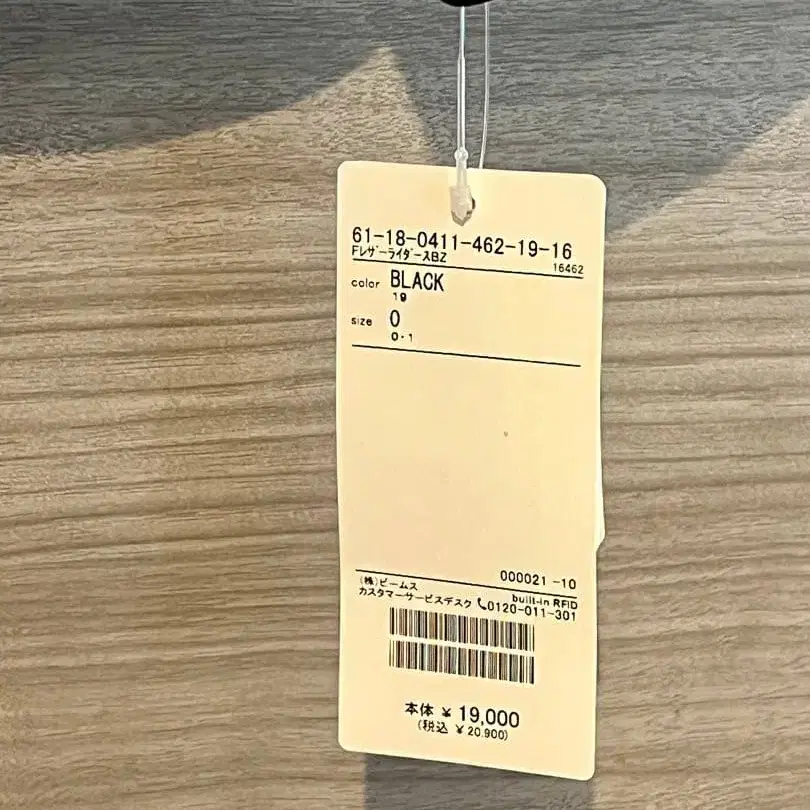 61-18-0411-462-19-16
FレザーライダースBZ 16462
color BLACK
19
size 0
0・1
000021 -10
(株)ビームス built-in RFID
カスタマーサービスデスク 0120-011-301
本体 ¥ 19,000
(税込 ¥ 20,900)